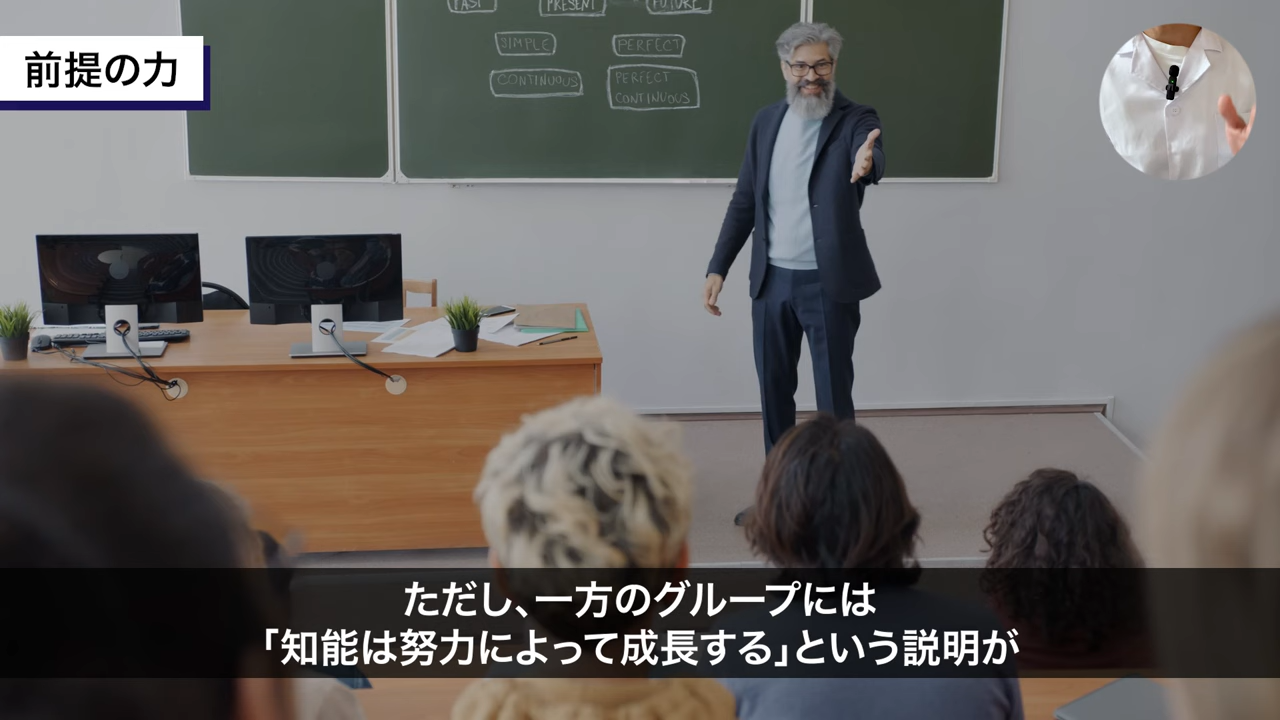 前提の力
PAST PRESENT FUTURE
SIMPLE PERFECT
CONTINUOUS PERFECT
CONTINUOUS
ただし、一方のグループには
「知能は努力によって成長する」という説明が